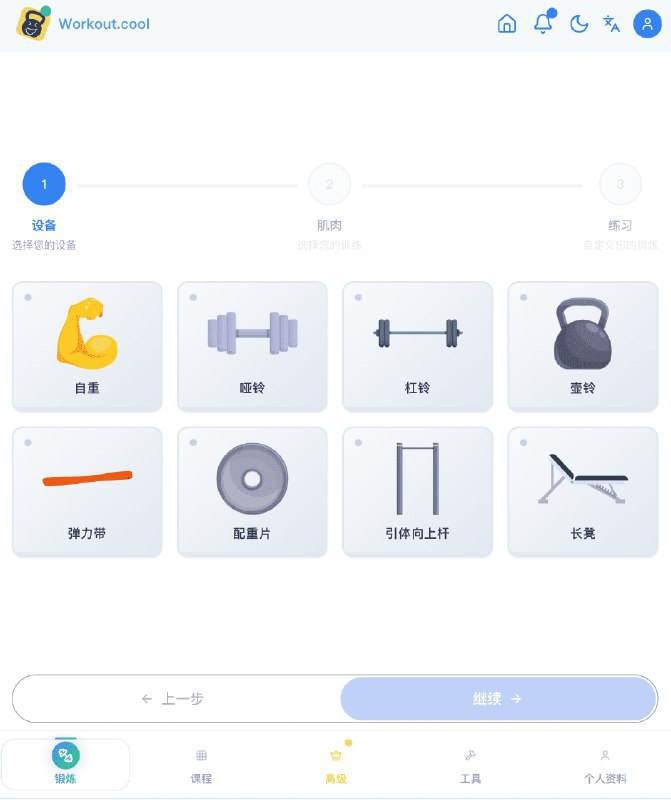 Workout.cool
1
2
3
设备
肌肉
练习
选择您的设备
选择您的训练
自定义您的锻炼
自重
哑铃
杠铃
壶铃
弹力带
配重片
引体向上杆
长凳
← 上一步
继续 →
锻炼
课程
高级
工具
个人资料